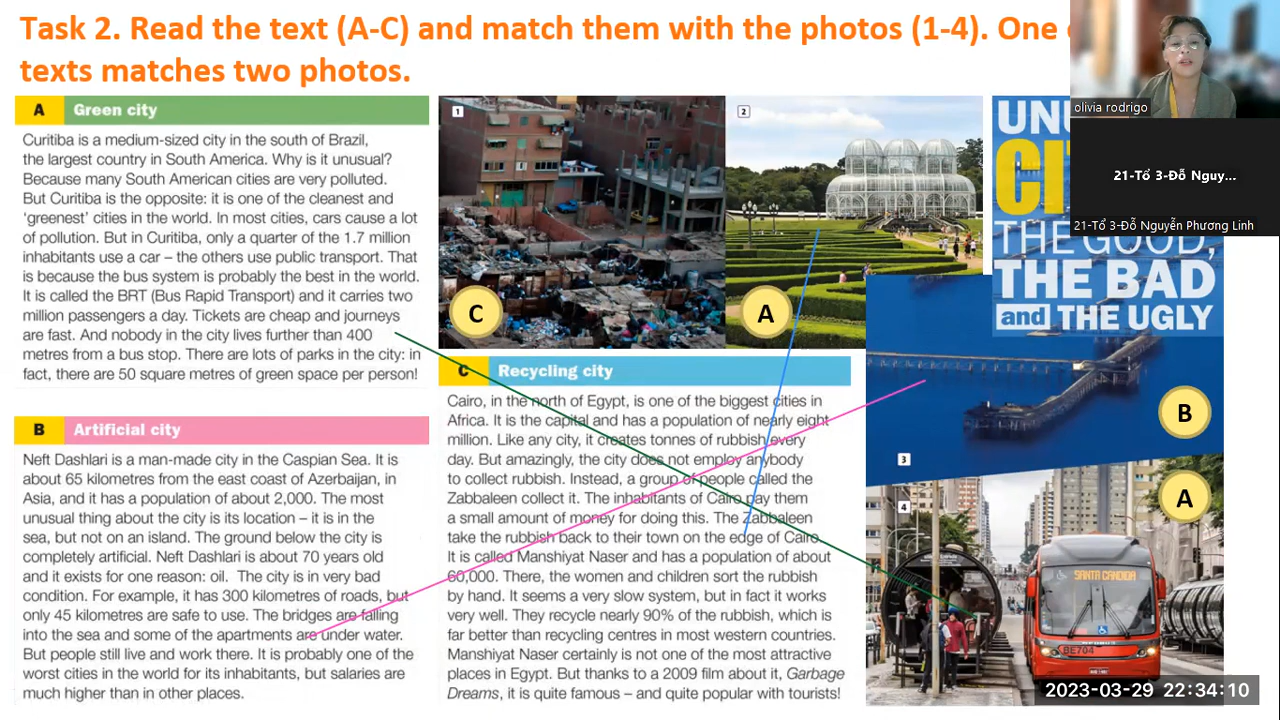 Task 2. Read the text (A-C) and match them with the photos (1-4). One
texts matches two photos.
A Green city
Curitiba is a medium-sized city in the south of Brazil,
the largest country in South America. Why is it unusual?
Because many South American cities are very polluted.
But Curitiba is the opposite: it is one of the cleanest and
‘greenest’ cities in the world. In most cities, cars cause a lot
of pollution. But in Curitiba, only a quarter of the 1.7 million
inhabitants use a car – the others use public transport. That
is because the bus system is probably the best in the world.
It is called the BRT (Bus Rapid Transport) and it carries two
million passengers a day. Tickets are cheap and journeys
are fast. And nobody in the city lives further than 400
metres from a bus stop. There are lots of parks in the city: in
fact, there are 50 square metres of green space per person!
B Artificial city
Neft Dashlari is a man-made city in the Caspian Sea. It is
about 65 kilometres from the east coast of Azerbaijan, in
Asia, and it has a population of about 2,000. The most
unusual thing about the city is its location – it is in the
sea, but not on an island. The ground below the city is
completely artificial. Neft Dashlari is about 70 years old
and it exists for one reason: oil. The city is in very bad
condition. For example, it has 300 kilometres of roads, but
only 45 kilometres are safe to use. The bridges are falling
into the sea and some of the apartments are under water.
But people still live and work there. It is probably one of the
worst cities in the world for its inhabitants, but salaries are
much higher than in other places.
1
C
2
A
C Recycling city
Cairo, in the north of Egypt, is one of the biggest cities in
Africa. It is the capital and has a population of nearly eight
million. Like any city, it creates tonnes of rubbish every
day. But amazingly, the city does not employ anybody
to collect rubbish. Instead, a group of people called the
Zabbaleen collect it. The inhabitants of Cairo pay them
a small amount of money for doing this. The Zabbaleen
take the rubbish back to their town on the edge of Cairo.
It is called Manshiyat Naser and has a population of about
60,000. There, the women and children sort the rubbish
by hand. It seems a very slow system, but in fact it works
very well. They recycle nearly 90% of the rubbish, which is
far better than recycling centres in most western countries.
Manshiyat Naser certainly is not one of the most attractive
places in Egypt. But thanks to a 2009 film about it, Garbage
Dreams, it is quite famous – and quite popular with tourists!
THE GOOD,
THE BAD
and THE UGLY
B
3
A
4
SANTA CANDIDA
BE704
olivia rodrigo
21-Tổ 3-Đỗ Nguy...
21-Tổ 3-Đỗ Nguyễn Phương Linh
2023-03-29 22:34:10